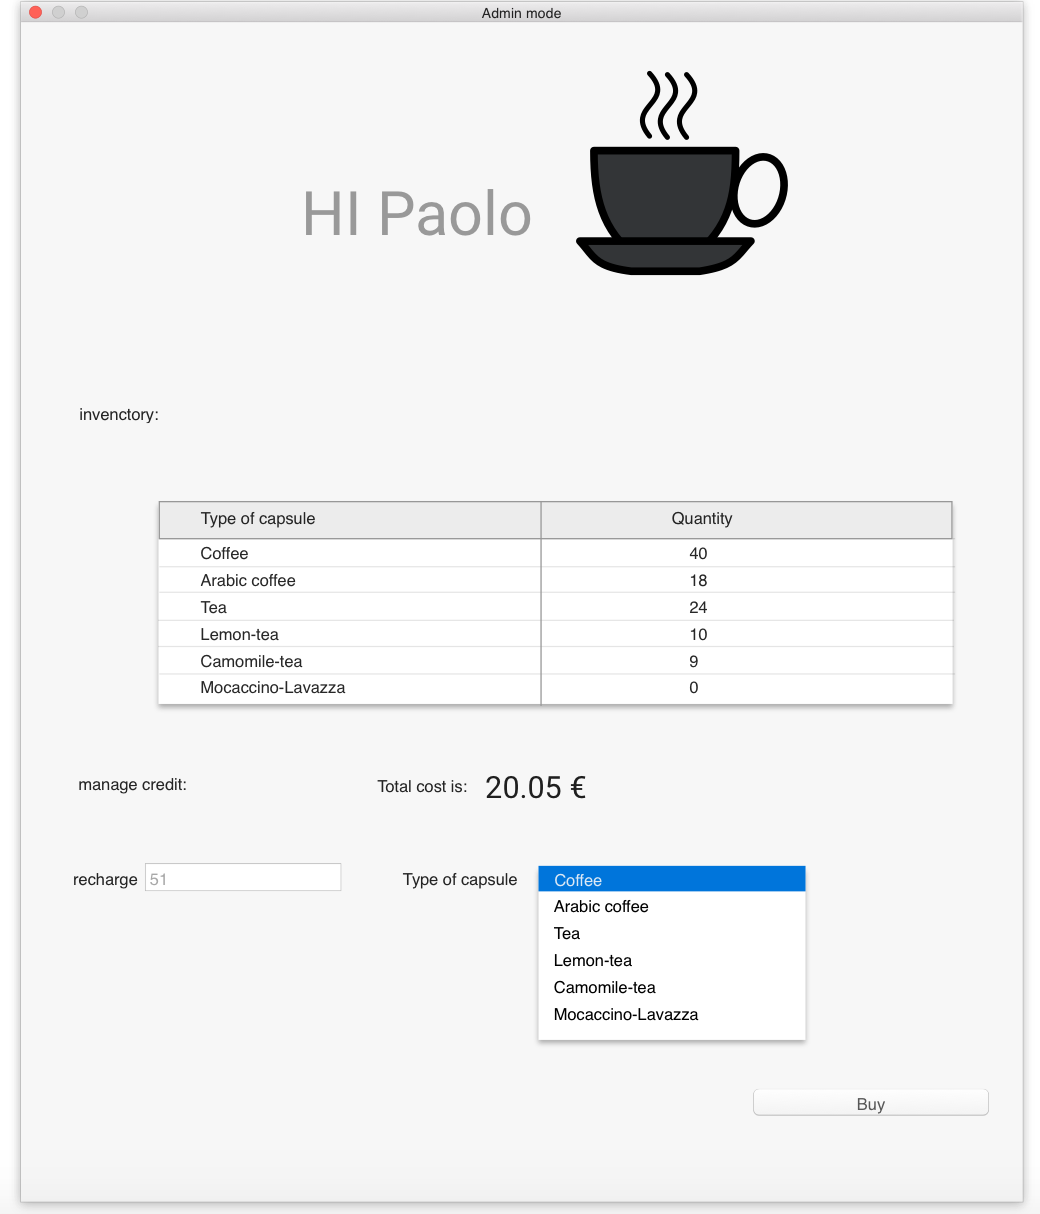 Admin mode
HI Paolo
invenctory:
Type of capsule Quantity
Coffee 40
Arabic coffee 18
Tea 24
Lemon-tea 10
Camomile-tea 9
Mocaccino-Lavazza 0
manage credit: Total cost is: 20.05 €
recharge 51 Type of capsule Coffee
Arabic coffee
Tea
Lemon-tea
Camomile-tea
Mocaccino-Lavazza
Buy